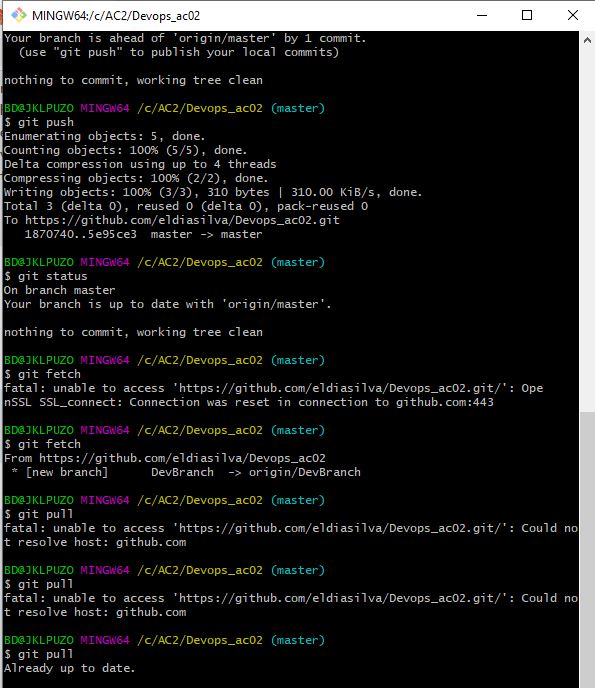 MINGW64:/c/AC2/Devops_ac02
Your branch is ahead of 'origin/master' by 1 commit.
  (use "git push" to publish your local commits)
nothing to commit, working tree clean
BD@JKLPUZO MINGW64 /c/AC2/Devops_ac02 (master)
$ git push
Enumerating objects: 5, done.
Counting objects: 100% (5/5), done.
Delta compression using up to 4 threads
Compressing objects: 100% (2/2), done.
Writing objects: 100% (3/3), 310 bytes | 310.00 KiB/s, done.
Total 3 (delta 0), reused 0 (delta 0), pack-reused 0
To https://github.com/eldiasilva/Devops_ac02.git
   1870740..5e95ce3  master -> master
BD@JKLPUZO MINGW64 /c/AC2/Devops_ac02 (master)
$ git status
On branch master
Your branch is up to date with 'origin/master'.
nothing to commit, working tree clean
BD@JKLPUZO MINGW64 /c/AC2/Devops_ac02 (master)
$ git fetch
fatal: unable to access 'https://github.com/eldiasilva/Devops_ac02.git/': Ope
nSSL SSL_connect: Connection was reset in connection to github.com:443
BD@JKLPUZO MINGW64 /c/AC2/Devops_ac02 (master)
$ git fetch
From https://github.com/eldiasilva/Devops_ac02
 * [new branch]      DevBranch  -> origin/DevBranch
BD@JKLPUZO MINGW64 /c/AC2/Devops_ac02 (master)
$ git pull
fatal: unable to access 'https://github.com/eldiasilva/Devops_ac02.git/': Could no
t resolve host: github.com
BD@JKLPUZO MINGW64 /c/AC2/Devops_ac02 (master)
$ git pull
fatal: unable to access 'https://github.com/eldiasilva/Devops_ac02.git/': Could no
t resolve host: github.com
BD@JKLPUZO MINGW64 /c/AC2/Devops_ac02 (master)
$ git pull
Already up to date.